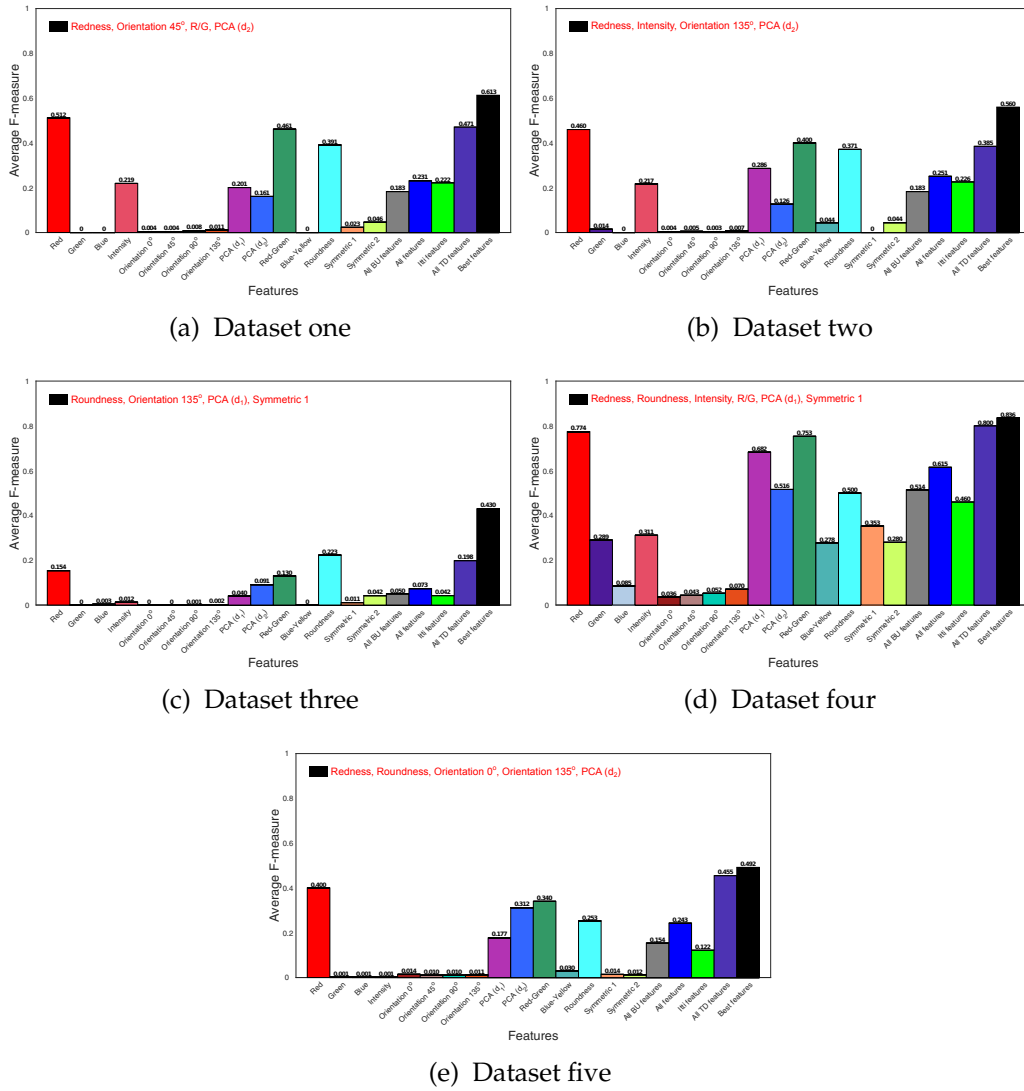 Redness, Orientation 45°, R/G, PCA (d2)
Average F-measure
1
0.8
0.6
0.4
0.2
0
0.512
0
0
0.219
0.004
0.004
0.008
0.011
0.201
0.161
0.461
0
0.391
0.023
0.046
0.183
0.231
0.222
0.471
0.613
Red
Green
Blue
Intensity
Orientation 0°
Orientation 45°
Orientation 90°
Orientation 135°
PCA (d1)
PCA (d2)
Red-Green
Blue-Yellow
Roundness
Symmetric 1
Symmetric 2
All BU features
All features
Itti features
All TD features
Best features
Features
(a) Dataset one
Redness, Intensity, Orientation 135°, PCA (d2)
Average F-measure
1
0.8
0.6
0.4
0.2
0
0.460
0.014
0
0.217
0.004
0.005
0.003
0.007
0.286
0.126
0.400
0.044
0.371
0
0.044
0.183
0.251
0.226
0.385
0.560
Red
Green
Blue
Intensity
Orientation 0°
Orientation 45°
Orientation 90°
Orientation 135°
PCA (d1)
PCA (d2)
Red-Green
Blue-Yellow
Roundness
Symmetric 1
Symmetric 2
All BU features
All features
Itti features
All TD features
Best features
Features
(b) Dataset two
Roundness, Orientation 135°, PCA (d1), Symmetric 1
Average F-measure
1
0.8
0.6
0.4
0.2
0
0.154
0
0.003
0.012
0
0
0.001
0.002
0.040
0.091
0.130
0
0.223
0.011
0.042
0.050
0.073
0.042
0.198
0.430
Red
Green
Blue
Intensity
Orientation 0°
Orientation 45°
Orientation 90°
Orientation 135°
PCA (d1)
PCA (d2)
Red-Green
Blue-Yellow
Roundness
Symmetric 1
Symmetric 2
All BU features
All features
Itti features
All TD features
Best features
Features
(c) Dataset three
Redness, Roundness, Intensity, R/G, PCA (d1), Symmetric 1
Average F-measure
1
0.8
0.6
0.4
0.2
0
0.774
0.289
0.085
0.311
0.036
0.043
0.052
0.070
0.682
0.516
0.753
0.278
0.500
0.353
0.280
0.514
0.615
0.460
0.800
0.836
Red
Green
Blue
Intensity
Orientation 0°
Orientation 45°
Orientation 90°
Orientation 135°
PCA (d1)
PCA (d2)
Red-Green
Blue-Yellow
Roundness
Symmetric 1
Symmetric 2
All BU features
All features
Itti features
All TD features
Best features
Features
(d) Dataset four
Redness, Roundness, Orientation 0°, Orientation 135°, PCA (d2)
Average F-measure
1
0.8
0.6
0.4
0.2
0
0.400
0.001
0.001
0.001
0.014
0.010
0.010
0.011
0.177
0.312
0.340
0.030
0.253
0.014
0.012
0.154
0.243
0.122
0.455
0.492
Red
Green
Blue
Intensity
Orientation 0°
Orientation 45°
Orientation 90°
Orientation 135°
PCA (d1)
PCA (d2)
Red-Green
Blue-Yellow
Roundness
Symmetric 1
Symmetric 2
All BU features
All features
Itti features
All TD features
Best features
Features
(e) Dataset five